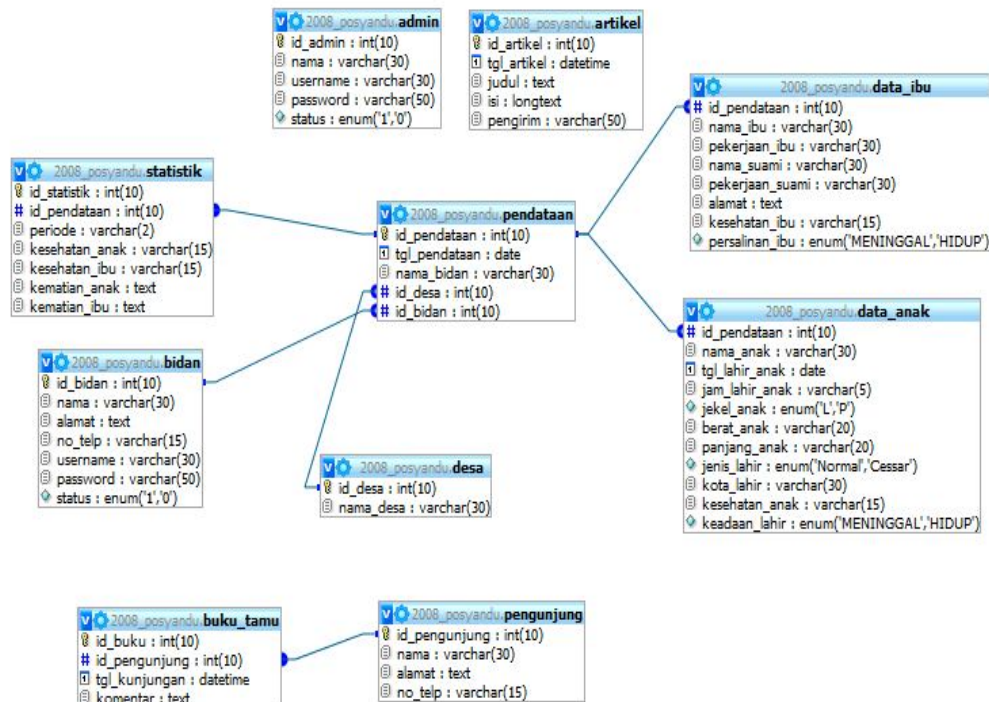 2008_posyandu.admin
id_admin : int(10)
nama : varchar(30)
username : varchar(30)
password : varchar(50)
status : enum('1','0')
2008_posyandu.artikel
id_artikel : int(10)
tgl_artikel : datetime
judul : text
isi : longtext
pengirim : varchar(50)
2008_posyandu.data_ibu
id_pendataan : int(10)
nama_ibu : varchar(30)
pekerjaan_ibu : varchar(30)
nama_suami : varchar(30)
pekerjaan_suami : varchar(30)
alamat : text
kesehatan_ibu : varchar(15)
persalinan_ibu : enum('MENINGGAL','HIDUP')
2008_posyandu.statistik
id_statistik : int(10)
id_pendataan : int(10)
periode : varchar(2)
kesehatan_anak : varchar(15)
kesehatan_ibu : varchar(15)
kematian_anak : text
kematian_ibu : text
2008_posyandu.pendataan
id_pendataan : int(10)
tgl_pendataan : date
nama_bidan : varchar(30)
id_desa : int(10)
id_bidan : int(10)
2008_posyandu.data_anak
id_pendataan : int(10)
nama_anak : varchar(30)
tgl_lahir_anak : date
jam_lahir_anak : varchar(5)
jekel_anak : enum('L','P')
berat_anak : varchar(20)
panjang_anak : varchar(20)
jenis_lahir : enum('Normal','Cessar')
kota_lahir : varchar(30)
kesehatan_anak : varchar(15)
keadaan_lahir : enum('MENINGGAL','HIDUP')
2008_posyandu.bidan
id_bidan : int(10)
nama : varchar(30)
alamat : text
no_telp : varchar(15)
username : varchar(30)
password : varchar(50)
status : enum('1','0')
2008_posyandu.desa
id_desa : int(10)
nama_desa : varchar(30)
2008_posyandu.buku_tamu
id_buku : int(10)
id_pengunjung : int(10)
tgl_kunjungan : datetime
komentar : text
2008_posyandu.pengunjung
id_pengunjung : int(10)
nama : varchar(30)
alamat : text
no_telp : varchar(15)